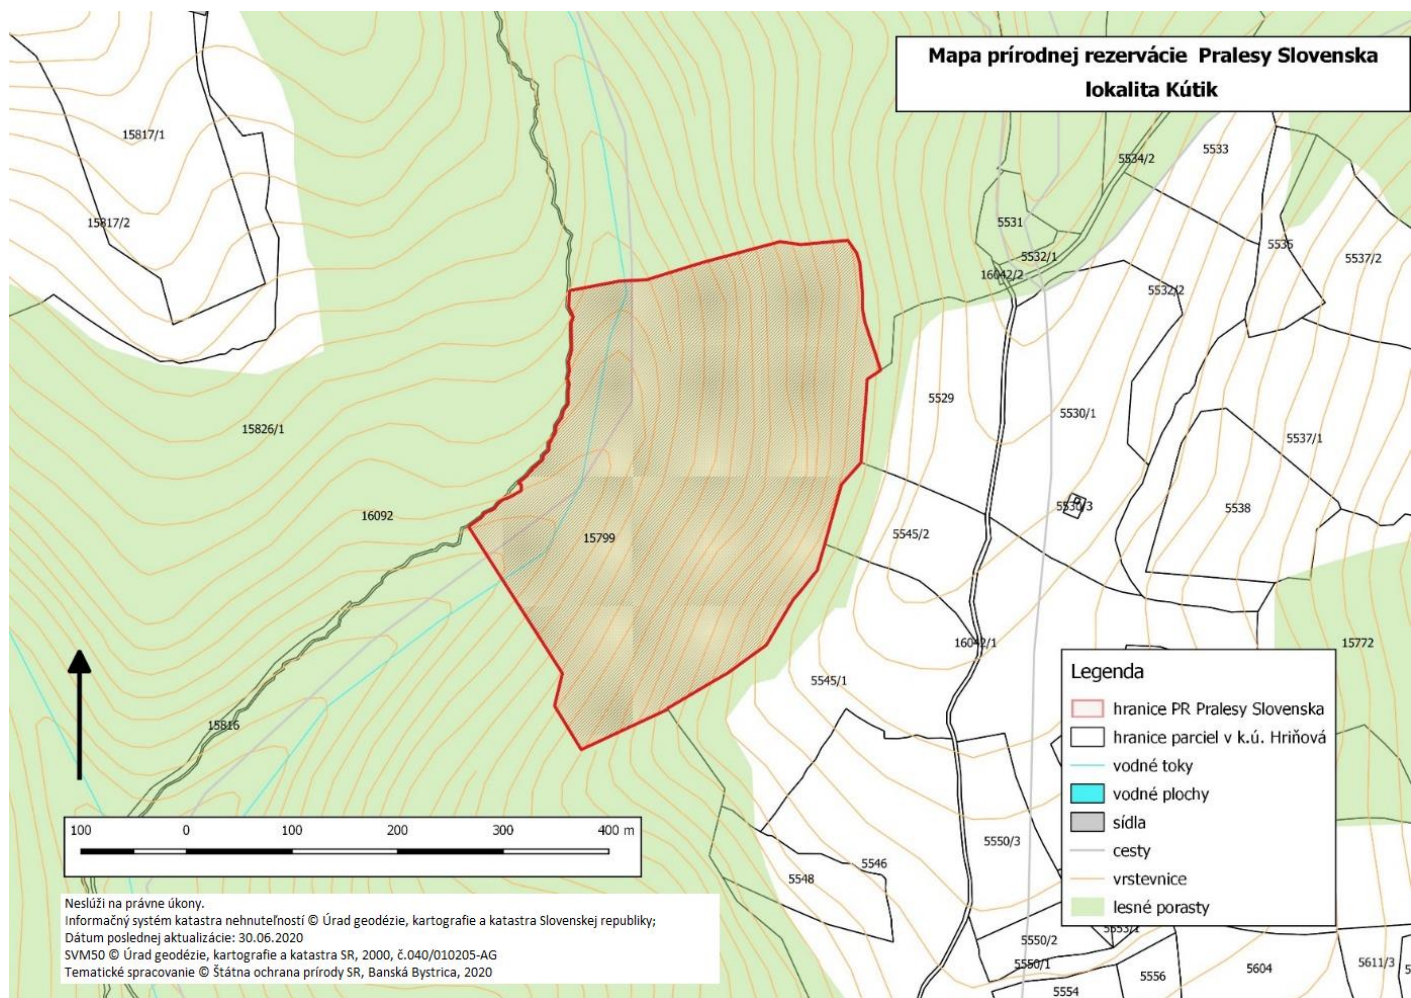 Mapa prírodnej rezervácie Pralesy Slovenska
lokalita Kútik
15817/1
5534/2
5533
15817/2
5531
5535
5532/1
5537/2
16042/2
5532/2
5529
5530/1
15826/1
5537/1
5530/3
5538
16092
5545/2
15799
16042/1
15772
5545/1
15816
Legenda
hranice PR Pralesy Slovenska
hranice parciel v k.ú. Hriňová
vodné toky
vodné plochy
sídla
cesty
vrstevnice
lesné porasty
100 0 100 200 300 400 m
5550/3
5546
5548
5553/1
5550/2
5550/1
5554
5556
5604
5611/3
Neslúži na právne úkony.
Informačný systém katastra nehnuteľností © Úrad geodézie, kartografie a katastra Slovenskej republiky;
Dátum poslednej aktualizácie: 30.06.2020
SVM50 © Úrad geodézie, kartografie a katastra SR, 2000, č.040/010205-AG
Tematické spracovanie © Štátna ochrana prírody SR, Banská Bystrica, 2020